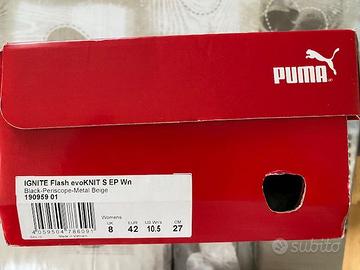 PUMA
IGNITE Flash evoKNIT S EP Wn
Black-Periscope-Metal Beige
190959 01
Womens
UK EUR US Wn's CM
8 42 10.5 27
4059504786091
subito